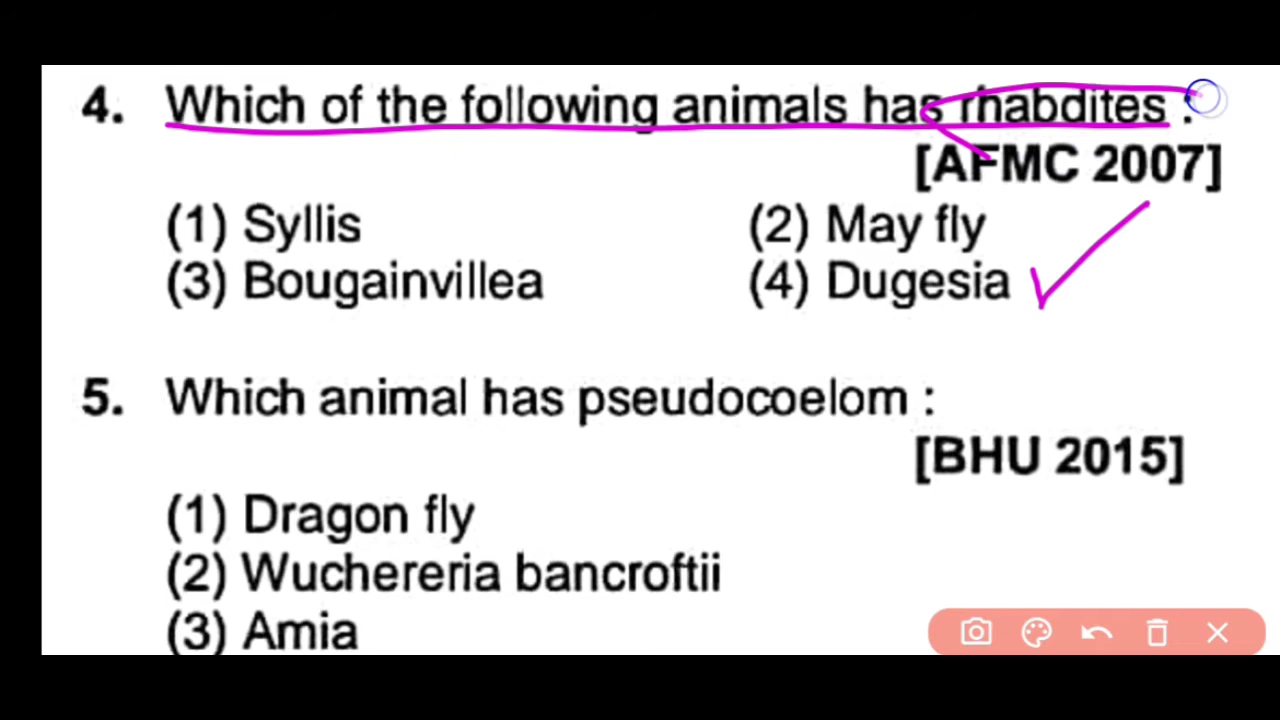 4. Which of the following animals has rhabdites :
[AFMC 2007]
(1) Syllis (2) May fly
(3) Bougainvillea (4) Dugesia
5. Which animal has pseudocoelom :
[BHU 2015]
(1) Dragon fly
(2) Wuchereria bancroftii
(3) Amia